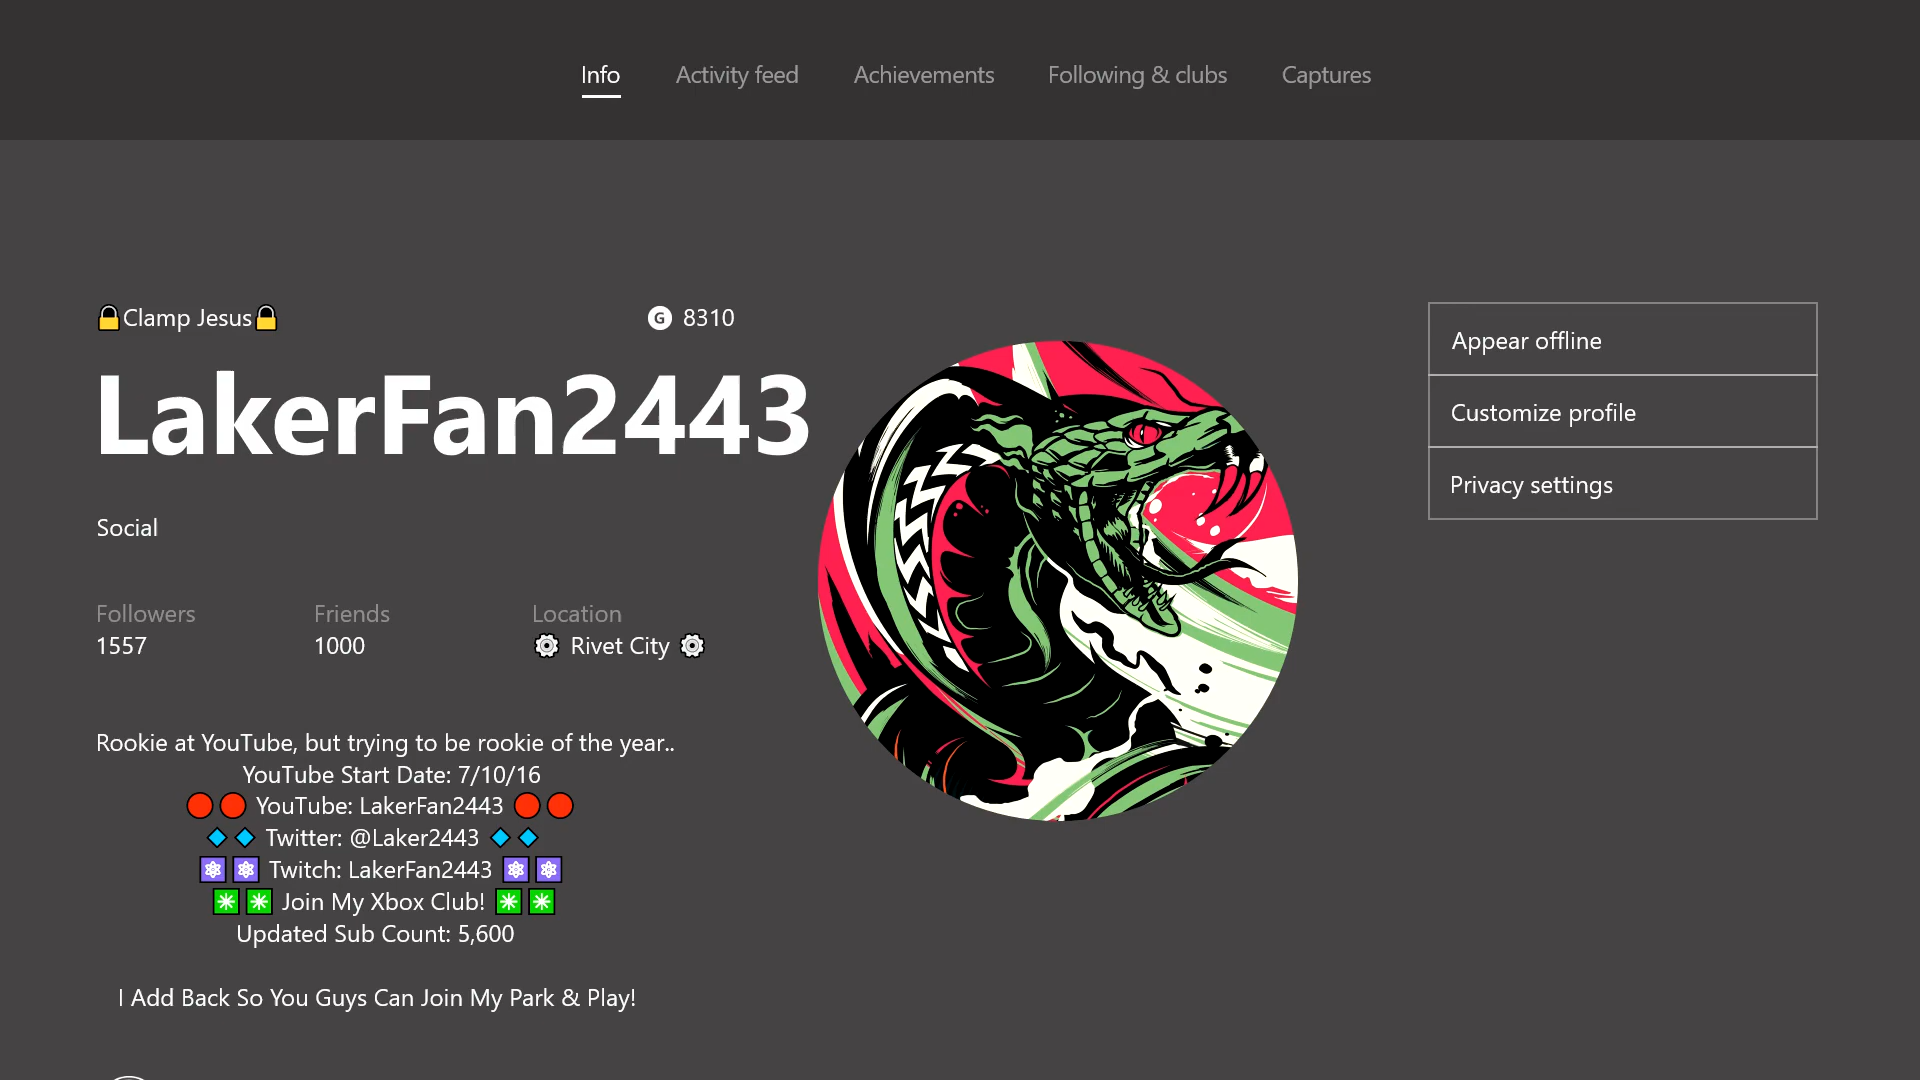 Info Activity feed Achievements Following & clubs Captures
🔒Clamp Jesus🔒 G 8310
LakerFan2443
Social
Followers Friends Location
1557 1000 ⚙ Rivet City ⚙
Rookie at YouTube, but trying to be rookie of the year..
YouTube Start Date: 7/10/16
🔴🔴 YouTube: LakerFan2443 🔴🔴
🔹🔹 Twitter: @Laker2443 🔹🔹
⚛⚛ Twitch: LakerFan2443 ⚛⚛
✳✳ Join My Xbox Club! ✳✳
Updated Sub Count: 5,600
I Add Back So You Guys Can Join My Park & Play!
Appear offline
Customize profile
Privacy settings